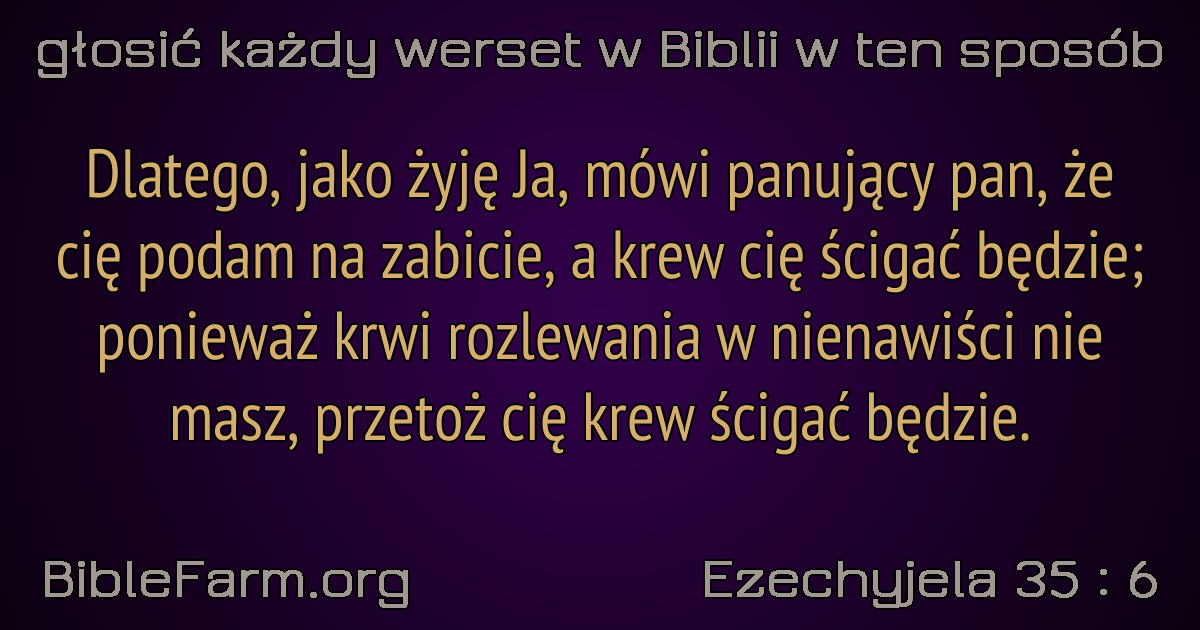 głosić każdy werset w Biblii w ten sposób
Dlatego, jako żyję Ja, mówi panujący pan, że
cię podam na zabicie, a krew cię ścigać będzie;
ponieważ krwi rozlewania w nienawiści nie
masz, przetoż cię krew ścigać będzie.
BibleFarm.org
Ezechyjela 35 : 6